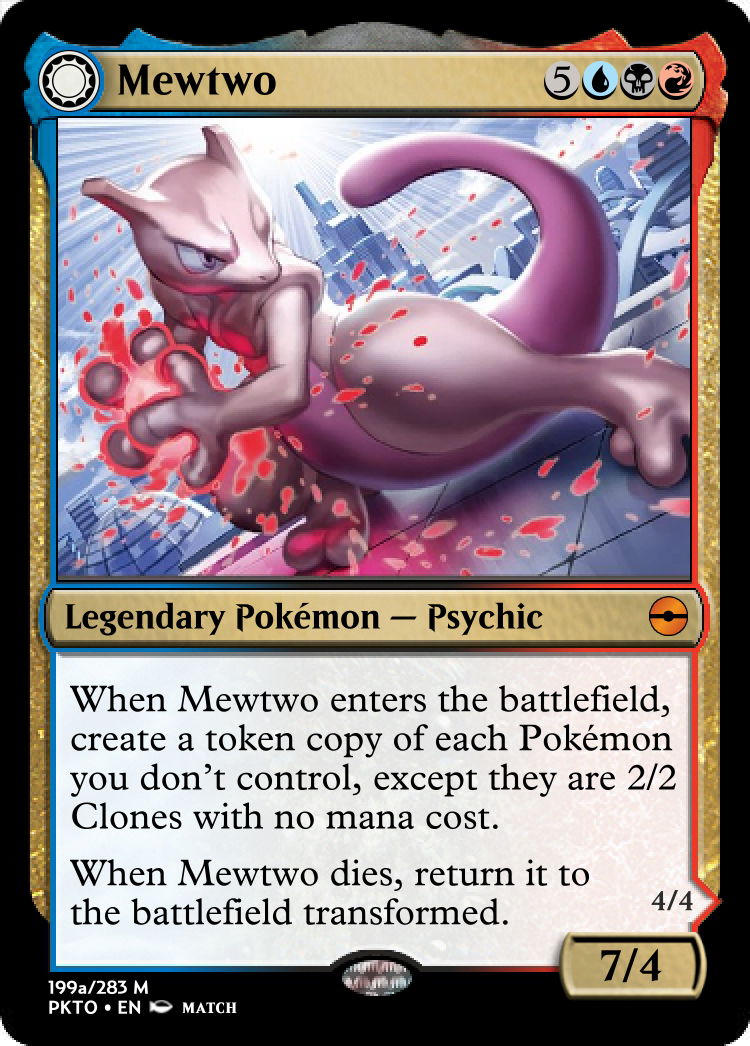 Mewtwo 5
Legendary Pokémon — Psychic
When Mewtwo enters the battlefield,
create a token copy of each Pokémon
you don't control, except they are 2/2
Clones with no mana cost.
When Mewtwo dies, return it to
the battlefield transformed.
4/4
7/4
199a/283 M
PKTO • EN MATCH